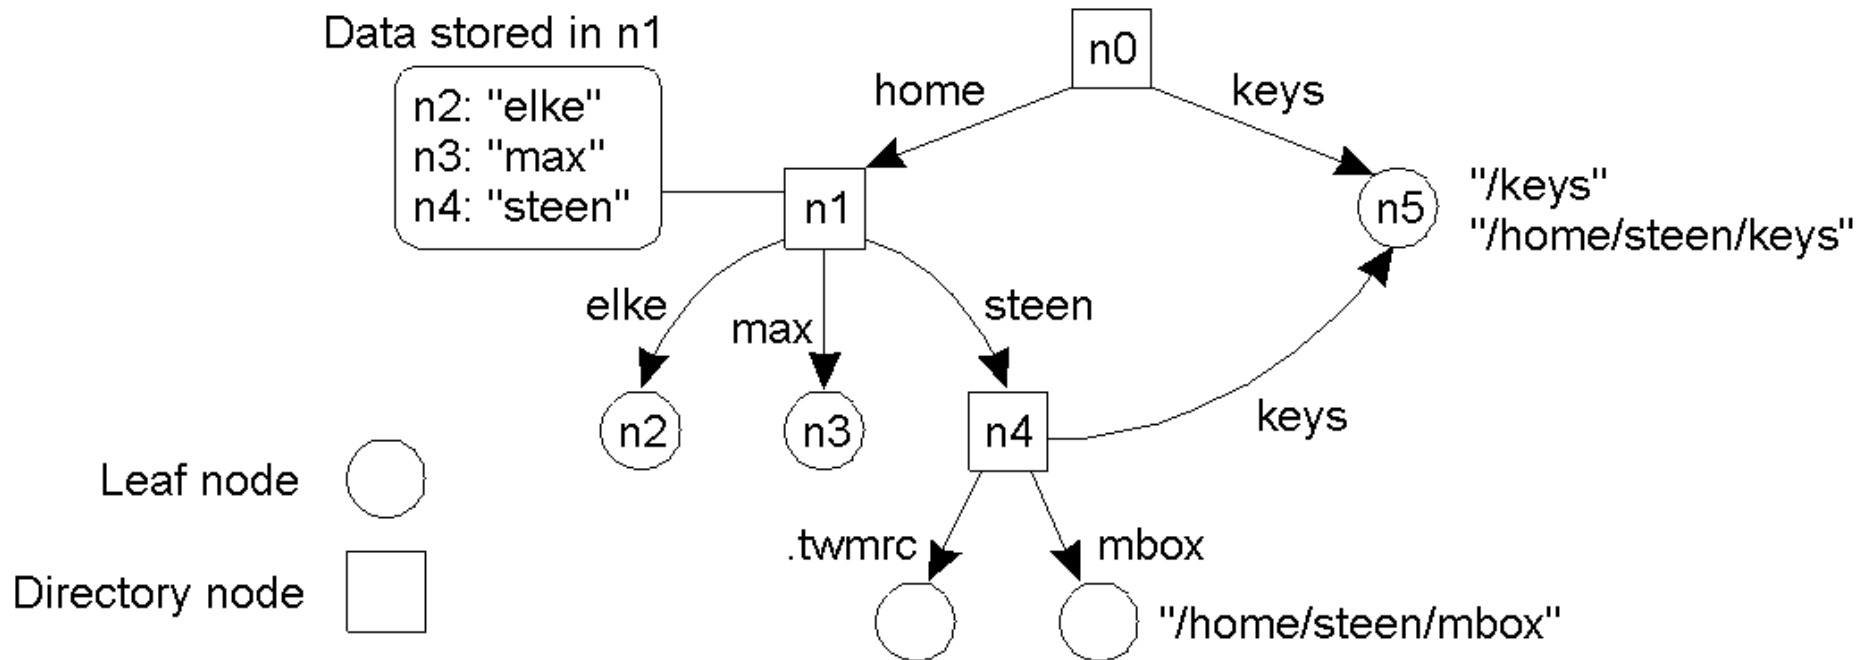 Data stored in n1
n0
home
keys
n2: "elke"
n3: "max"
n4: "steen"
n1
n5
"/keys"
"/home/steen/keys"
elke
max
steen
n2
n3
n4
keys
Leaf node
.twmrc
mbox
Directory node
"/home/steen/mbox"